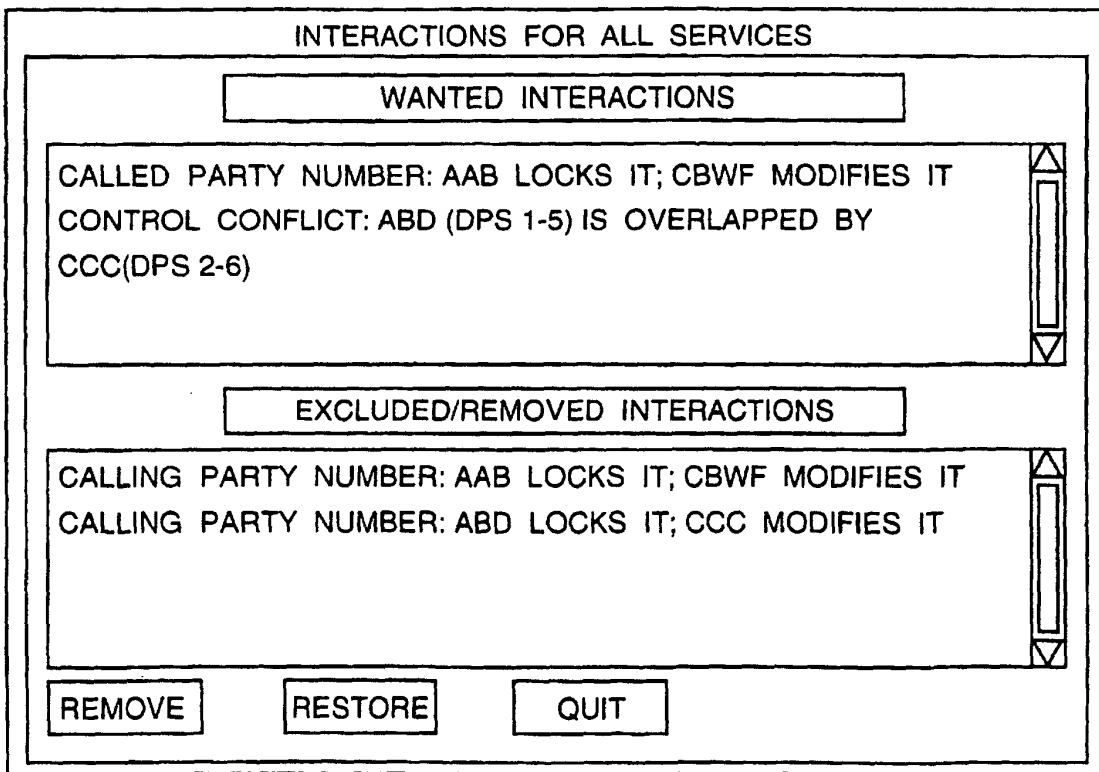 INTERACTIONS FOR ALL SERVICES
WANTED INTERACTIONS
CALLED PARTY NUMBER: AAB LOCKS IT; CBWF MODIFIES IT
CONTROL CONFLICT: ABD (DPS 1-5) IS OVERLAPPED BY
CCC(DPS 2-6)
EXCLUDED/REMOVED INTERACTIONS
CALLING PARTY NUMBER: AAB LOCKS IT; CBWF MODIFIES IT
CALLING PARTY NUMBER: ABD LOCKS IT; CCC MODIFIES IT
REMOVE RESTORE QUIT